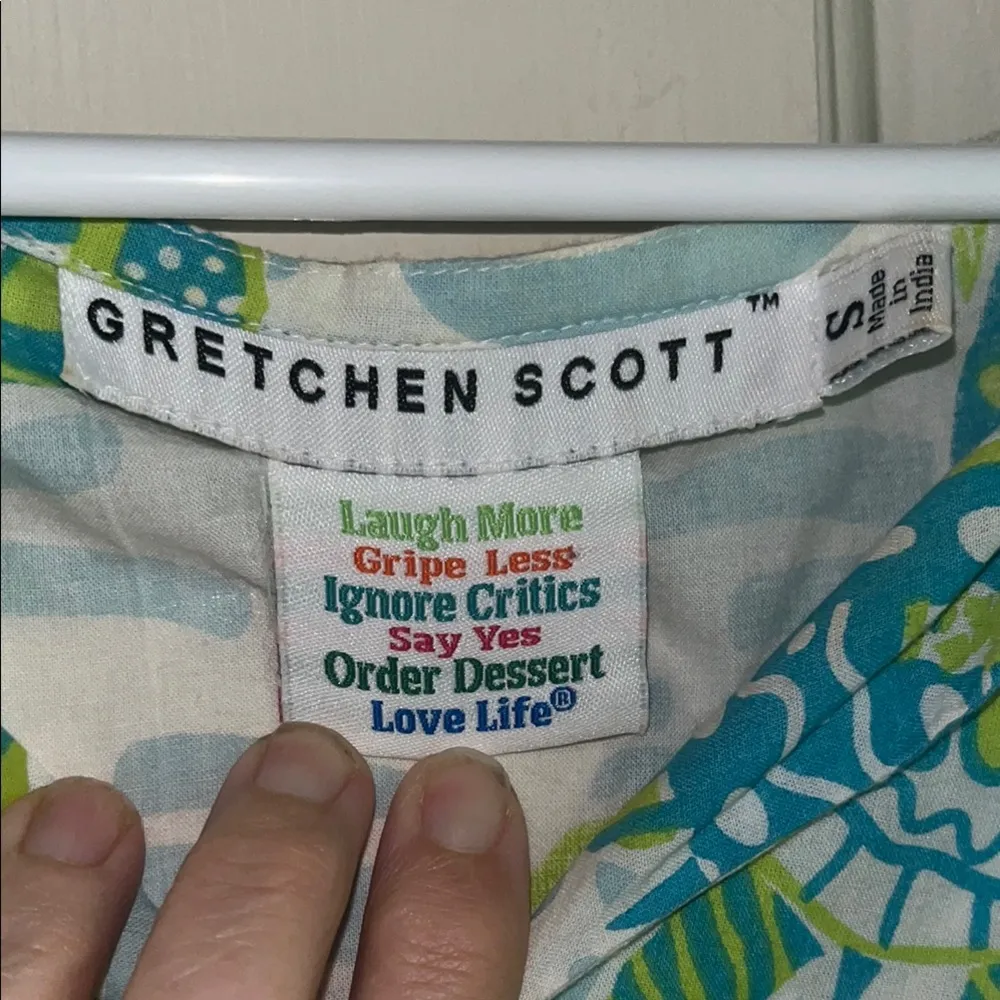 GRETCHEN SCOTT™
S
Made
in
India
Laugh More
Gripe Less
Ignore Critics
Say Yes
Order Dessert
Love Life®